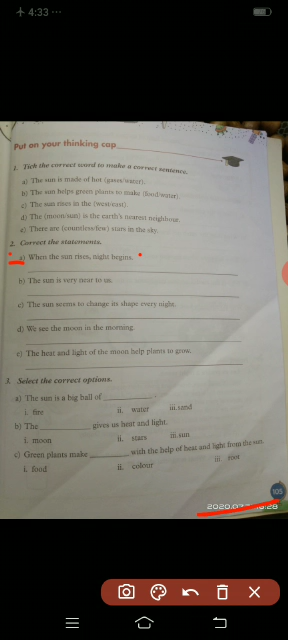 4:33 ...
Put on your thinking cap
1. Tick the correct word to make a correct sentence.
a) The sun is made of hot (gases/water).
b) The sun helps green plants to make (food/water).
c) The sun rises in the (west/east).
d) The (moon/sun) is the earth's nearest neighbour.
e) There are (countless/few) stars in the sky.
2. Correct the statements.
a) When the sun rises, night begins.
b) The sun is very near to us.
c) The sun seems to change its shape every night.
d) We see the moon in the morning.
e) The heat and light of the moon help plants to grow.
3. Select the correct options.
a) The sun is a big ball of
i. fire ii. water iii. sand
b) The gives us heat and light.
i. moon ii. stars iii. sun
c) Green plants make with the help of heat and light from the sun.
i. food ii. colour iii. root
105